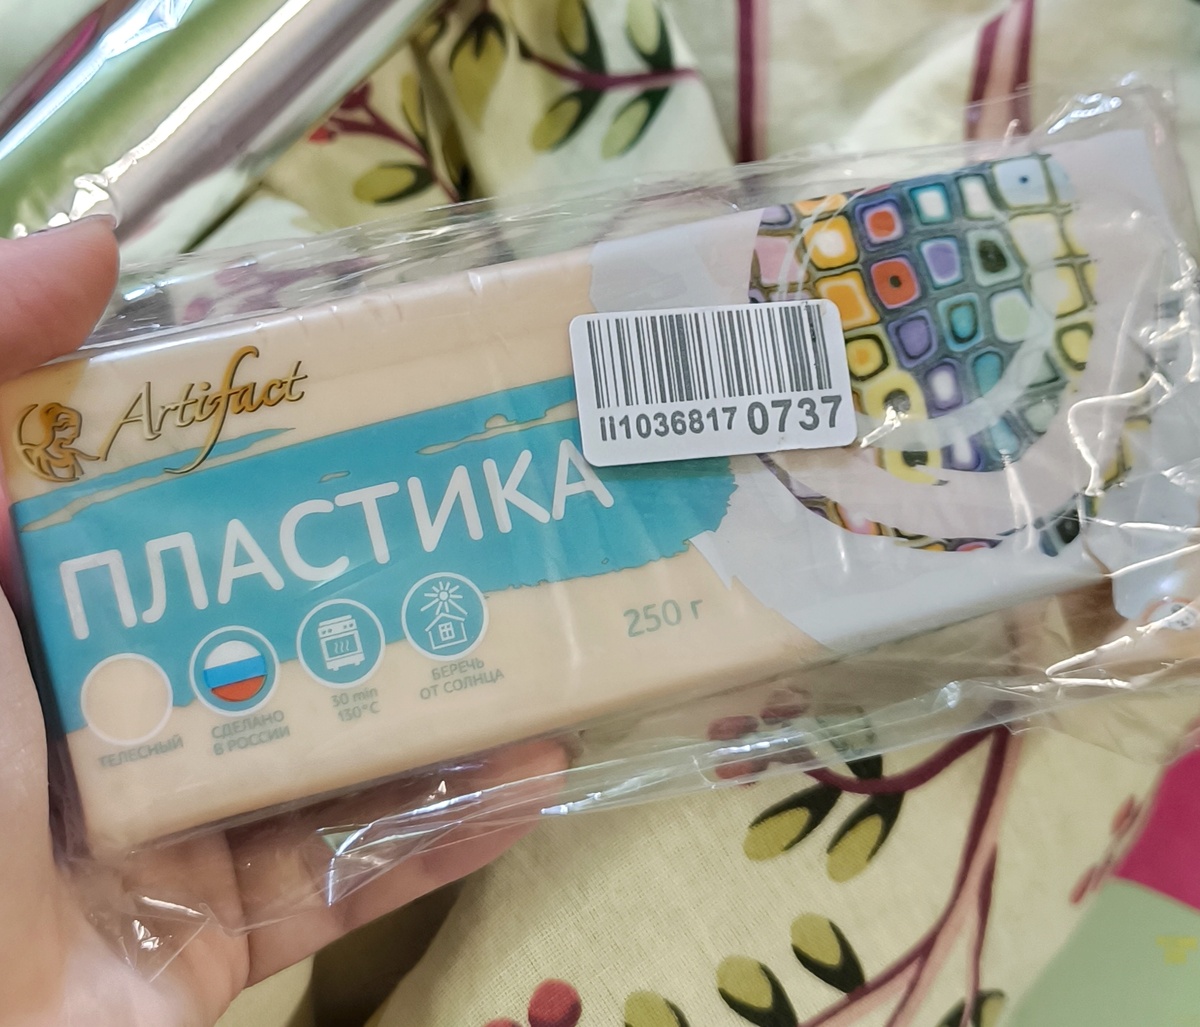 Artifact
ПЛАСТИКА
ii1036817 0737
250 г
ТЕЛЕСНЫЙ
СДЕЛАНО
В РОССИИ
30 min
130°C
БЕРЕЧЬ
ОТ СОЛНЦА